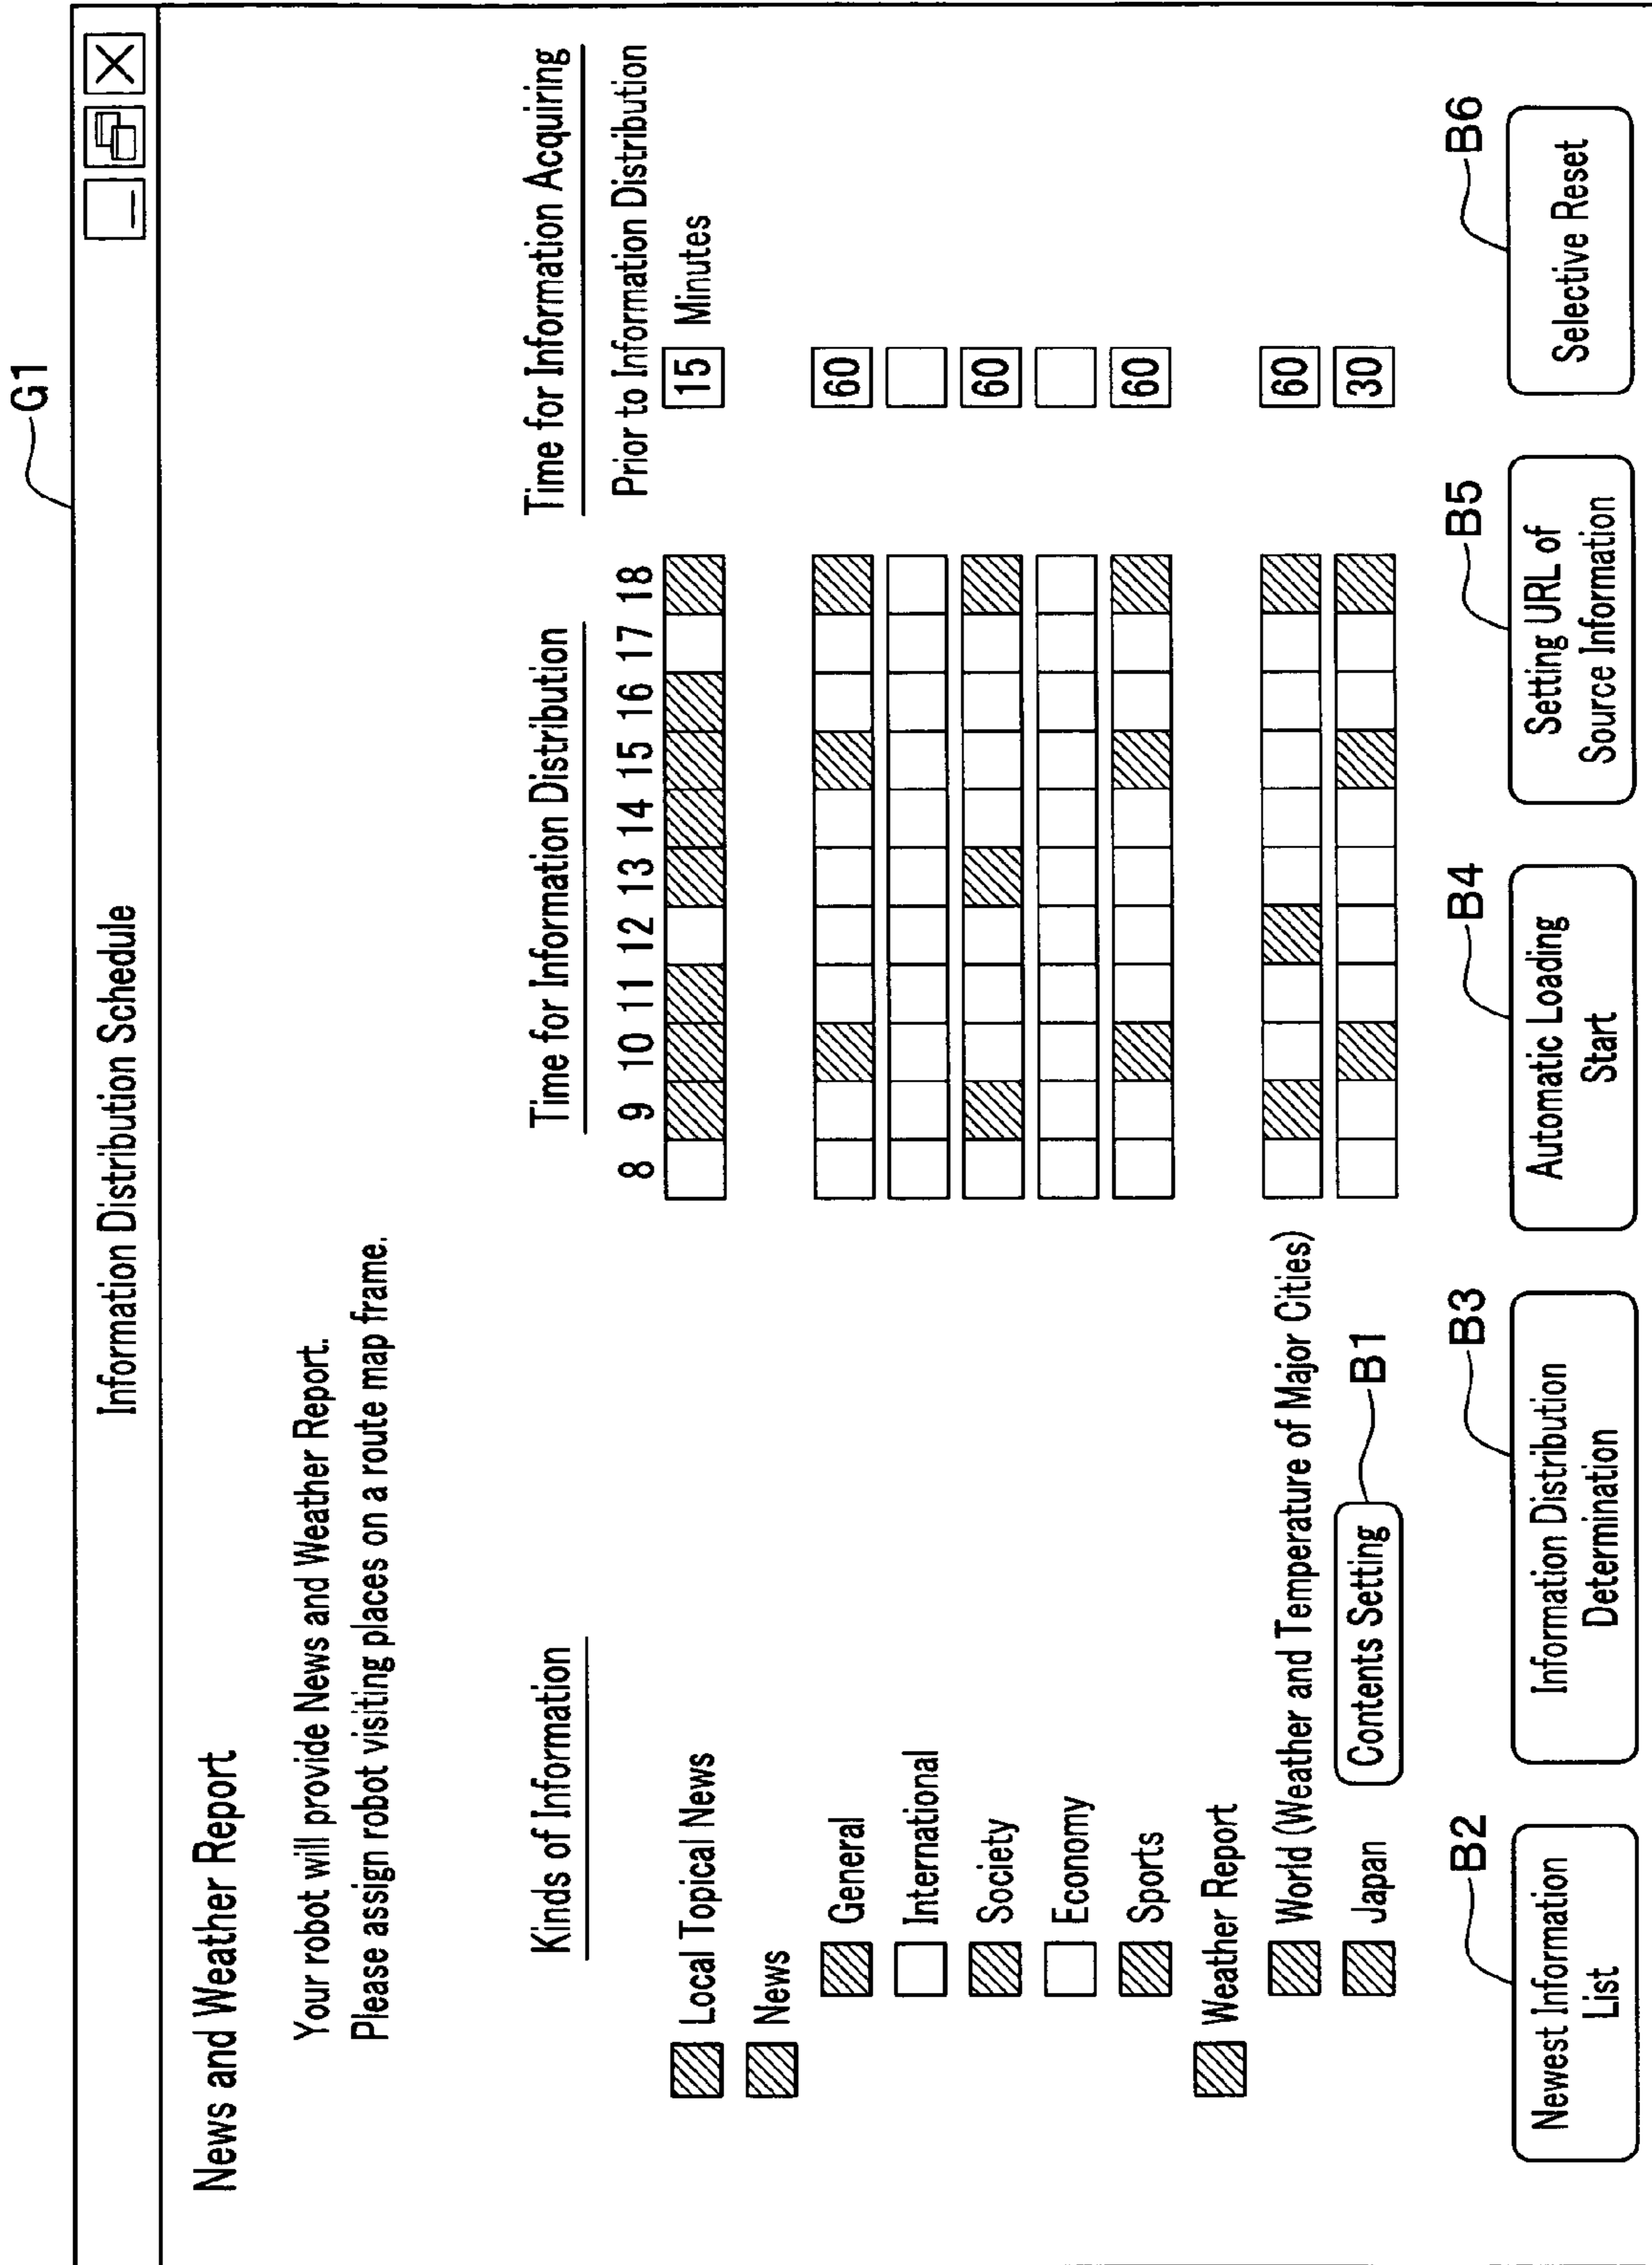 G1
Information Distribution Schedule
News and Weather Report
Your robot will provide News and Weather Report.
Please assign robot visiting places on a route map frame.
Kinds of Information
Time for Information Distribution
Time for Information Acquiring
8 9 10 11 12 13 14 15 16 17 18
Prior to Information Distribution
Local Topical News
15 Minutes
News
General
60
International
Society
60
Economy
Sports
60
Weather Report
World (Weather and Temperature of Major Cities)
60
Japan
Contents Setting
B1
30
B2
B3
B4
B5
B6
Newest Information
List
Information Distribution
Determination
Automatic Loading
Start
Setting URL of
Source Information
Selective Reset